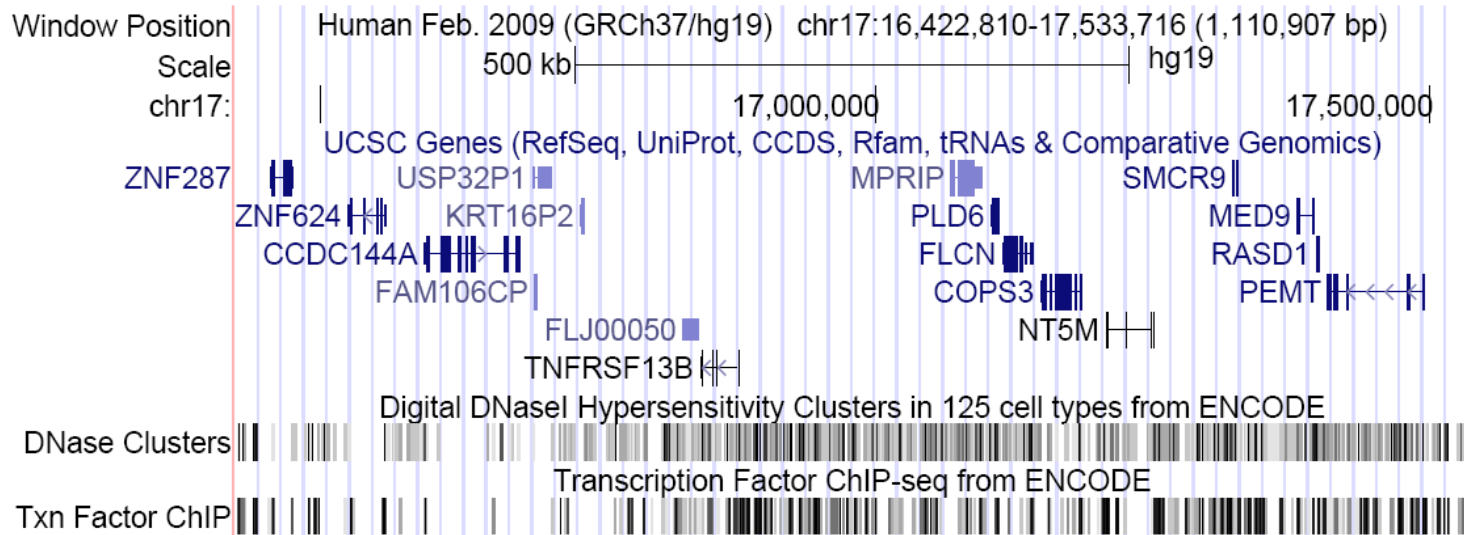 Window Position Human Feb. 2009 (GRCh37/hg19) chr17:16,422,810-17,533,716 (1,110,907 bp)
Scale 500 kb hg19
chr17: 17,000,000 17,500,000
UCSC Genes (RefSeq, UniProt, CCDS, Rfam, tRNAs & Comparative Genomics)
ZNF287 USP32P1 MPRIP SMCR9
ZNF624 KRT16P2 PLD6 MED9
CCDC144A FLCN RASD1
FAM106CP COPS3 PEMT
FLJ00050 NT5M
TNFRSF13B
Digital DNaseI Hypersensitivity Clusters in 125 cell types from ENCODE
DNase Clusters
Transcription Factor ChIP-seq from ENCODE
Txn Factor ChIP